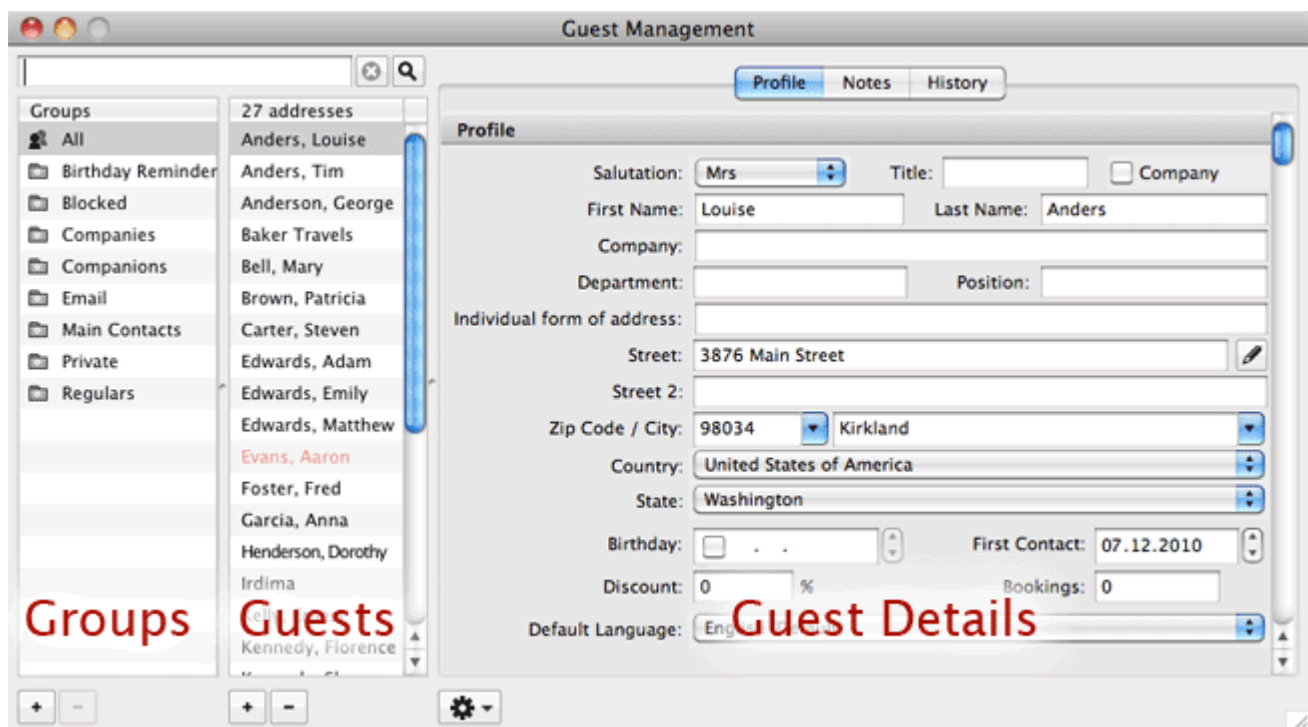 Guest Management
Profile Notes History
Groups
All
Birthday Reminder
Blocked
Companies
Companions
Email
Main Contacts
Private
Regulars
27 addresses
Anders, Louise
Anders, Tim
Anderson, George
Baker Travels
Bell, Mary
Brown, Patricia
Carter, Steven
Edwards, Adam
Edwards, Emily
Edwards, Matthew
Evans, Aaron
Foster, Fred
Garcia, Anna
Henderson, Dorothy
Irdima
Kennedy, Florence
Profile
Salutation: Mrs Title: Company
First Name: Louise Last Name: Anders
Company:
Department: Position:
Individual form of address:
Street: 3876 Main Street
Street 2:
Zip Code / City: 98034 Kirkland
Country: United States of America
State: Washington
Birthday: . . First Contact: 07.12.2010
Discount: 0 % Bookings: 0
Default Language:
Groups Guests Guest Details
+ - + -